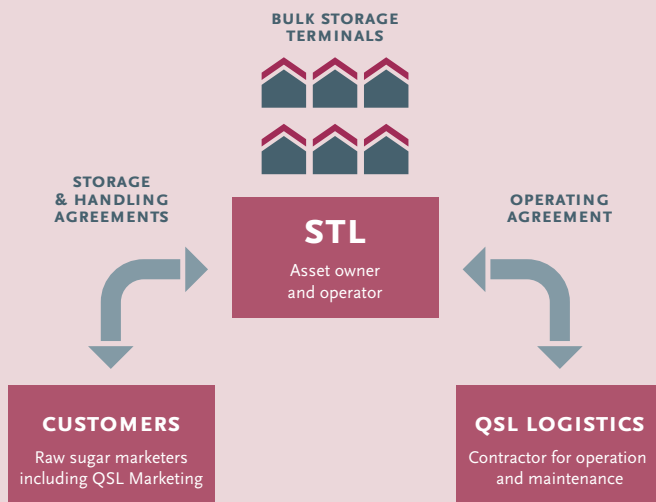 BULK STORAGE
TERMINALS
STORAGE
& HANDLING
AGREEMENTS
OPERATING
AGREEMENT
STL
Asset owner
and operator
CUSTOMERS
Raw sugar marketers
including QSL Marketing
QSL LOGISTICS
Contractor for operation
and maintenance